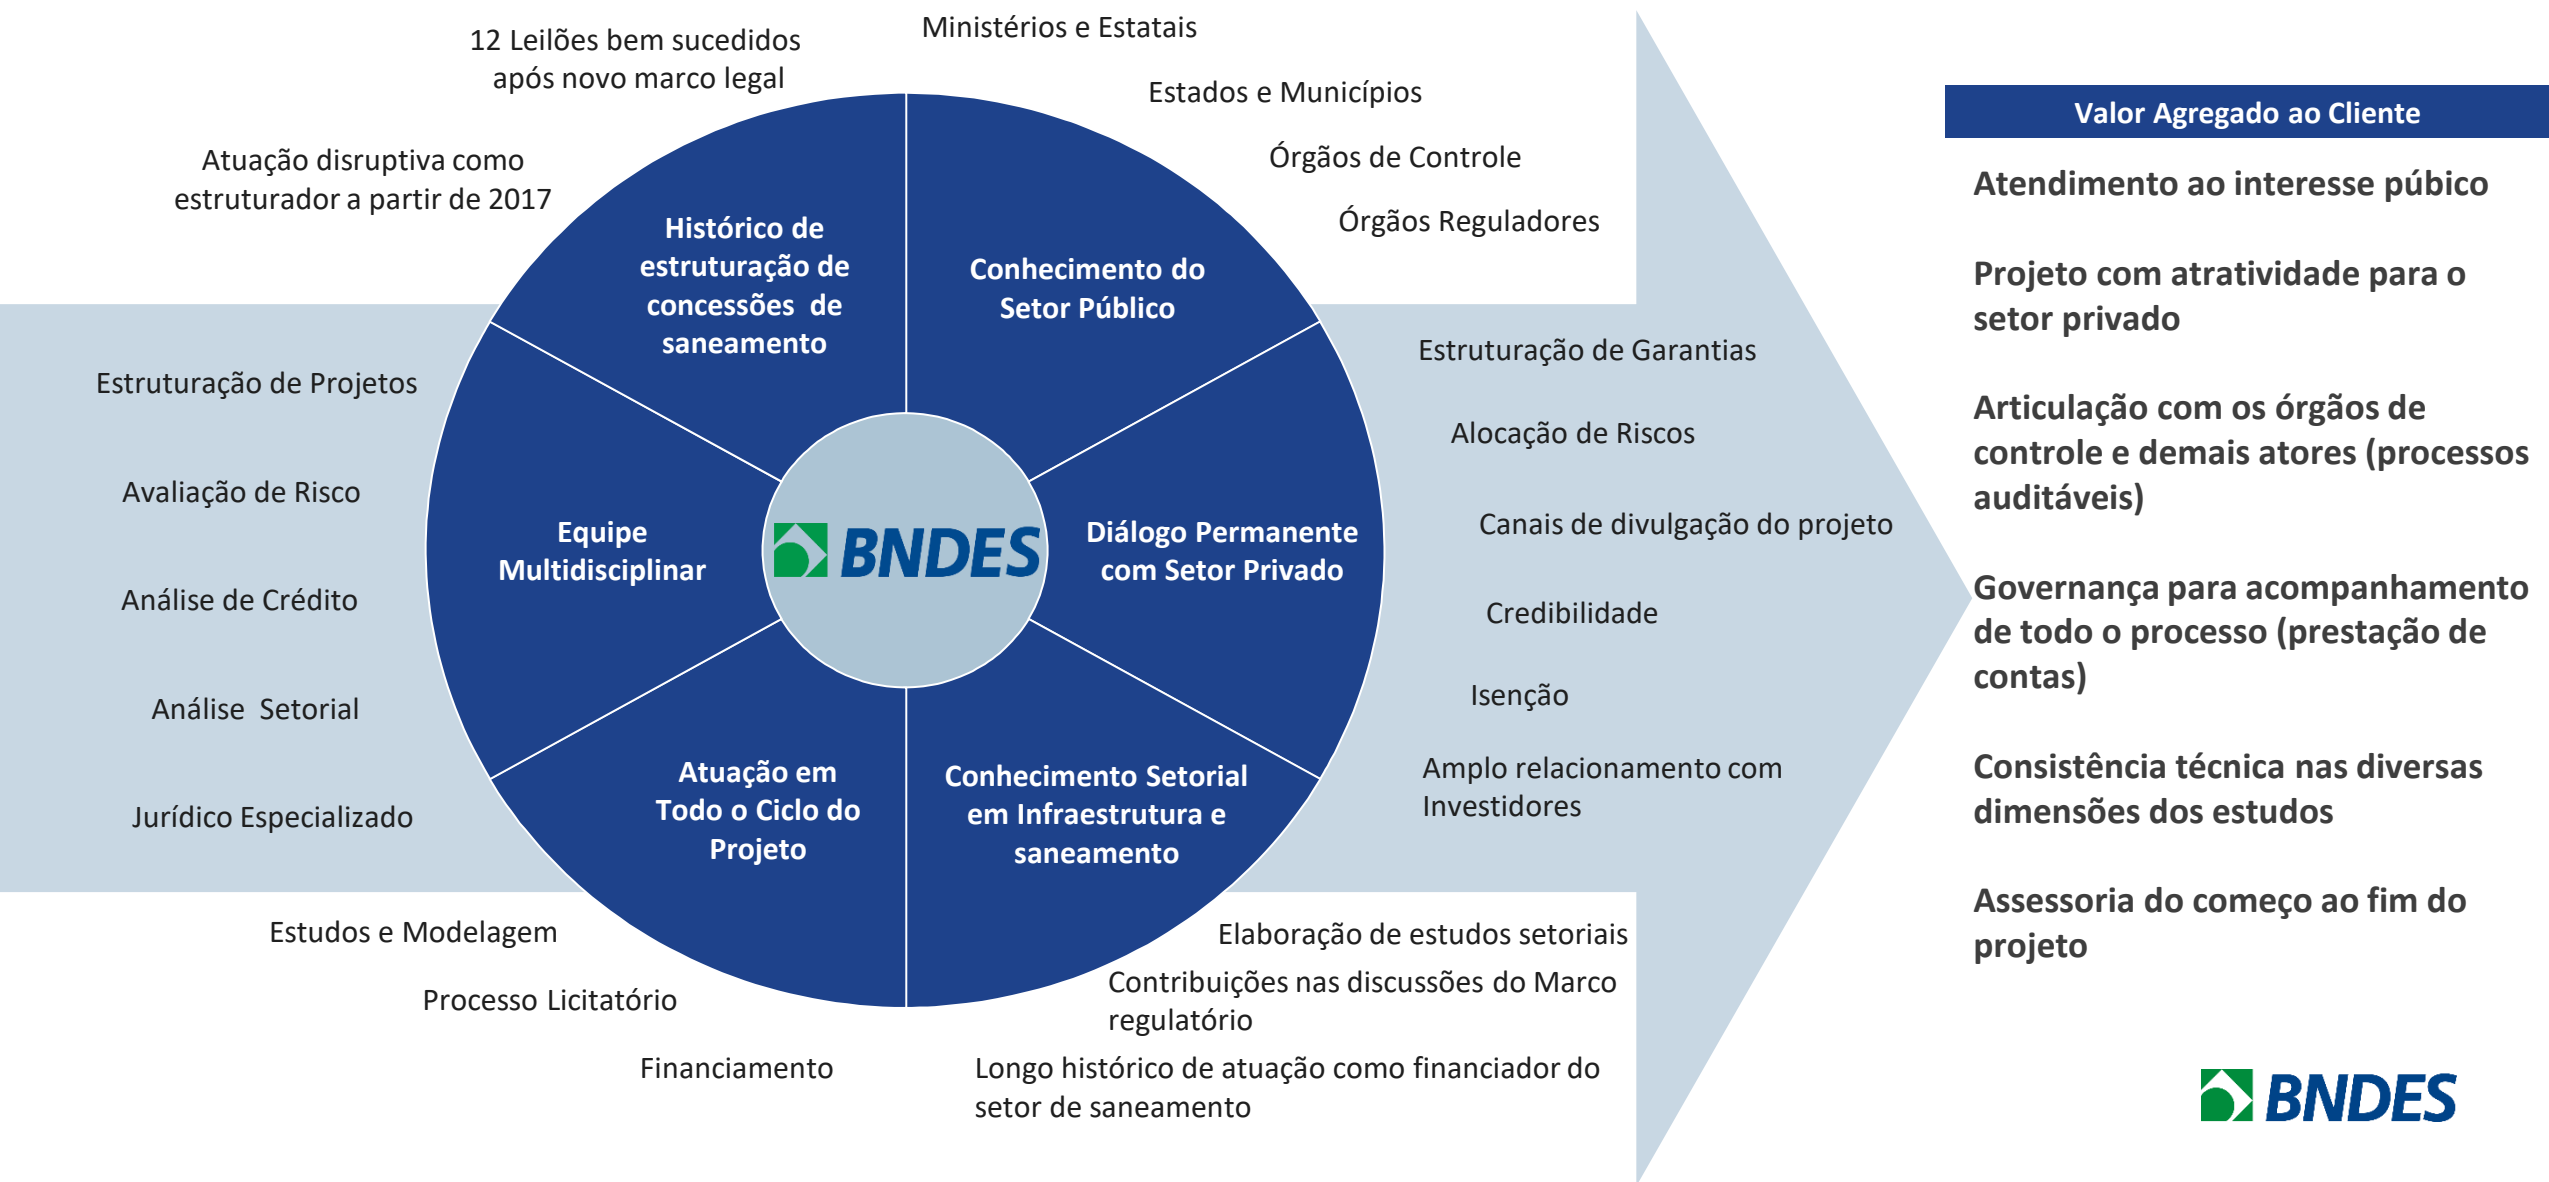 12 Leilões bem sucedidos
após novo marco legal
Atuação disruptiva como
estruturador a partir de 2017
Histórico de
estruturação de
concessões de
saneamento
Ministérios e Estatais
Estados e Municípios
Órgãos de Controle
Órgãos Reguladores
Conhecimento do
Setor Público
Estruturação de Projetos
Avaliação de Risco
Análise de Crédito
Análise Setorial
Jurídico Especializado
Equipe
Multidisciplinar
BNDES
Diálogo Permanente
com Setor Privado
Estruturação de Garantias
Alocação de Riscos
Canais de divulgação do projeto
Credibilidade
Isenção
Amplo relacionamento com
Investidores
Atuação em
Todo o Ciclo do
Projeto
Estudos e Modelagem
Processo Licitatório
Financiamento
Conhecimento Setorial
em Infraestrutura e
saneamento
Elaboração de estudos setoriais
Contribuições nas discussões do Marco
regulatório
Longo histórico de atuação como financiador do
setor de saneamento
Valor Agregado ao Cliente
Atendimento ao interesse púbico
Projeto com atratividade para o
setor privado
Articulação com os órgãos de
controle e demais atores (processos
auditáveis)
Governança para acompanhamento
de todo o processo (prestação de
contas)
Consistência técnica nas diversas
dimensões dos estudos
Assessoria do começo ao fim do
projeto
BNDES